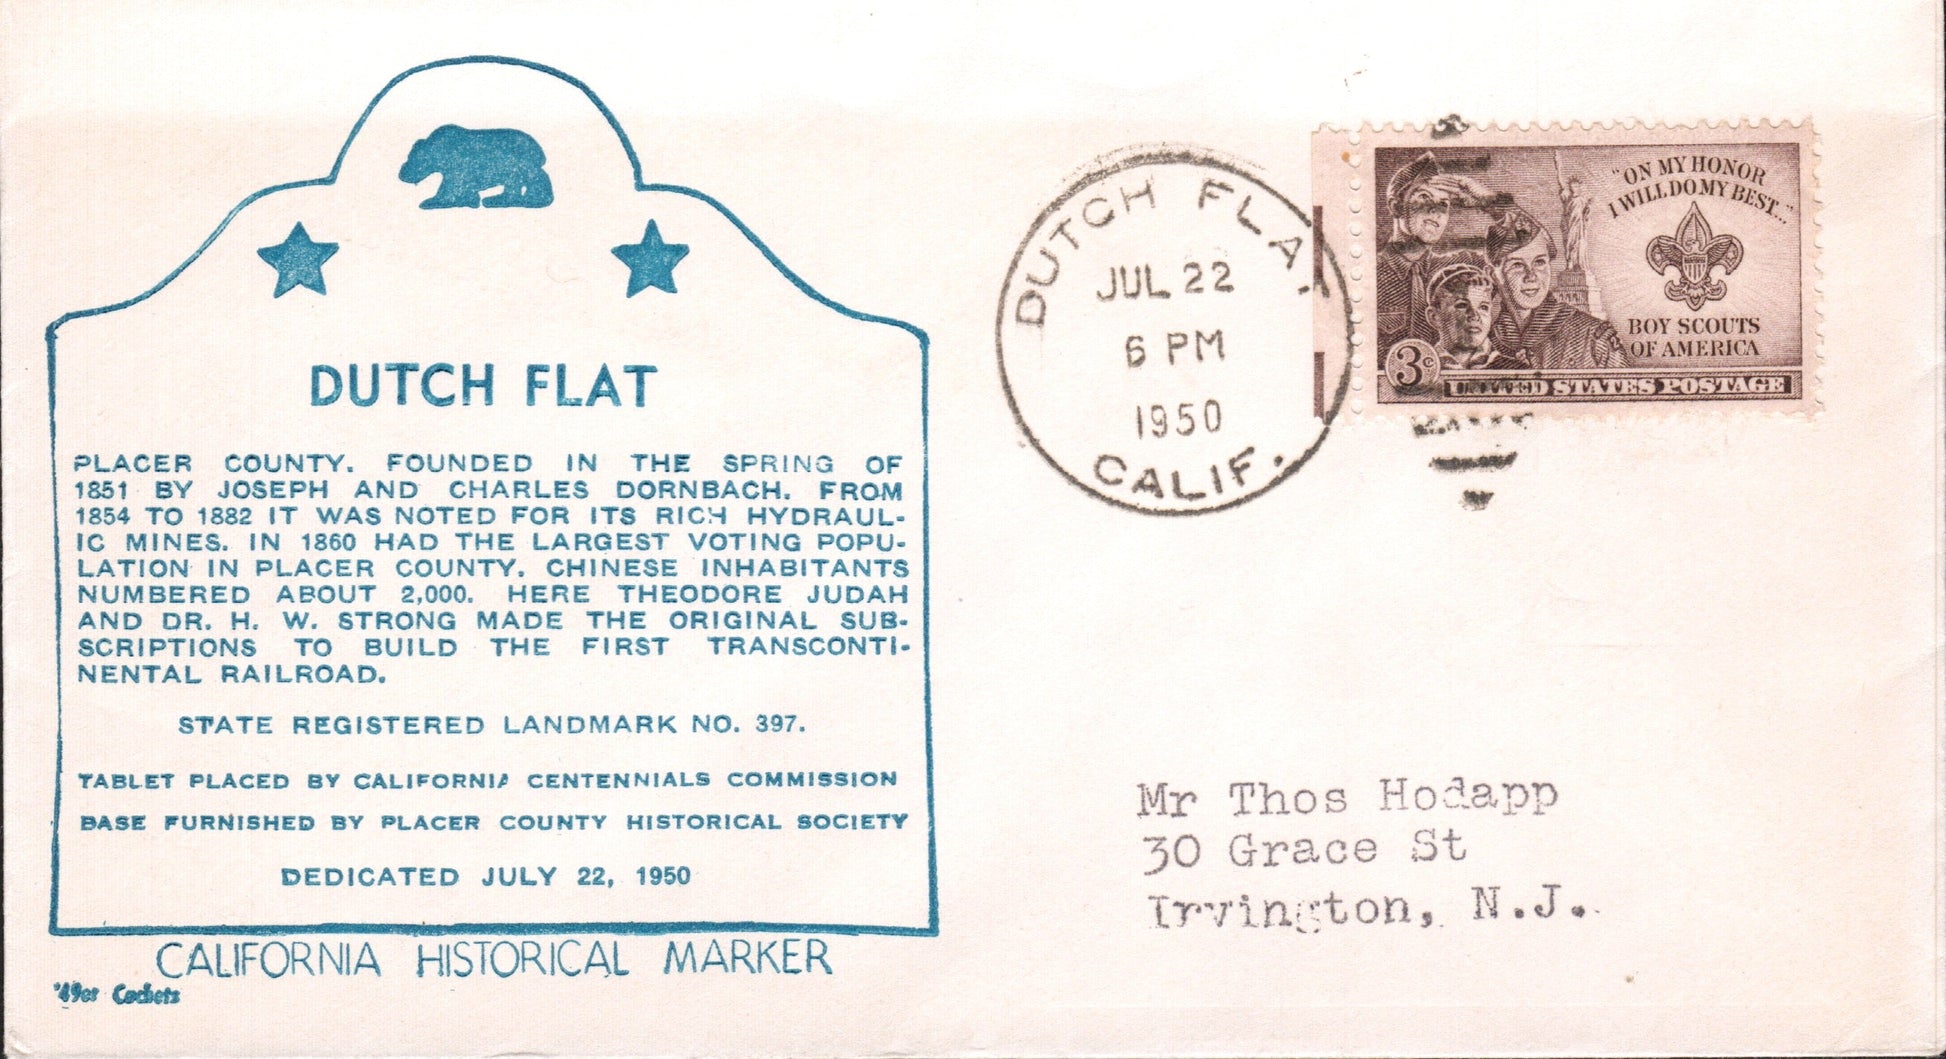 DUTCH FLAT
PLACER COUNTY. FOUNDED IN THE SPRING OF
1851 BY JOSEPH AND CHARLES DORNBACH. FROM
1854 TO 1882 IT WAS NOTED FOR ITS RICH HYDRAUL-
IC MINES. IN 1860 HAD THE LARGEST VOTING POPU-
LATION IN PLACER COUNTY. CHINESE INHABITANTS
NUMBERED ABOUT 2,000. HERE THEODORE JUDAH
AND DR. H. W. STRONG MADE THE ORIGINAL SUB-
SCRIPTIONS TO BUILD THE FIRST TRANSCONTI-
NENTAL RAILROAD.
STATE REGISTERED LANDMARK NO. 397.
TABLET PLACED BY CALIFORNIA CENTENNIALS COMMISSION
BASE FURNISHED BY PLACER COUNTY HISTORICAL SOCIETY
DEDICATED JULY 22, 1950
CALIFORNIA HISTORICAL MARKER
'49er Cachets
DUTCH FLAT
JUL 22
6 PM
1950
CALIF.
"ON MY HONOR
I WILL DO MY BEST..."
BOY SCOUTS
OF AMERICA
3¢
UNITED STATES POSTAGE
Mr Thos Hodapp
30 Grace St
Irvington, N.J.